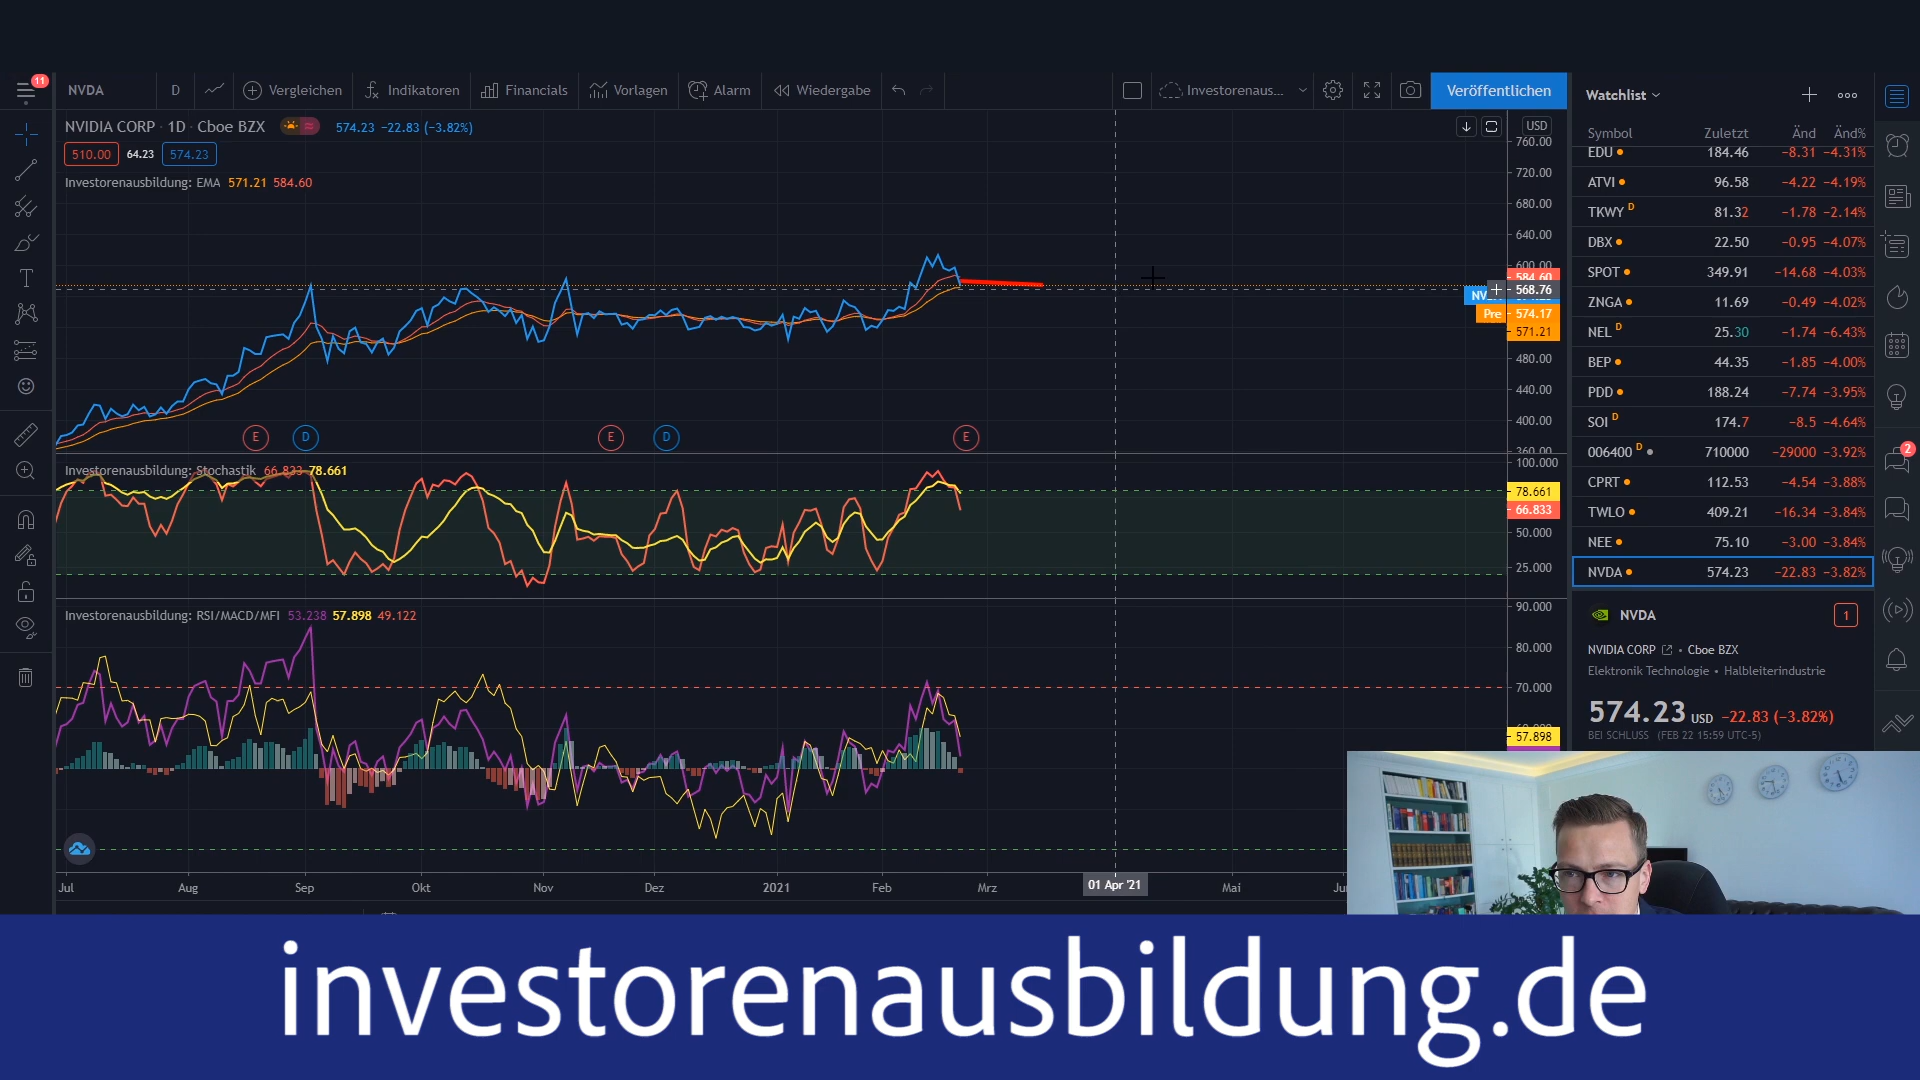 11
NVDA D Vergleichen Indikatoren Financials Vorlagen Alarm Wiedergabe Investorenaus... Veröffentlichen
NVIDIA CORP · 1D · Cboe BZX 574.23 −22.83 (−3.82%) USD
510.00 64.23 574.23
Investorenausbildung: EMA 571.21 584.60
760.00
720.00
680.00
640.00
600.00
584.60
568.76
Pre 574.17
571.21
480.00
440.00
400.00
360.00
E D E D E
Investorenausbildung: Stochastik 66.833 78.661
100.000
78.661
66.833
50.000
25.000
Investorenausbildung: RSI/MACD/MFI 53.238 57.898 49.122
90.000
80.000
70.000
57.898
Jul Aug Sep Okt Nov Dez 2021 Feb Mrz 01 Apr '21 Mai
Watchlist
Symbol Zuletzt Änd Änd%
EDU 184.46 −8.31 −4.31%
ATVI 96.58 −4.22 −4.19%
TKWY D 81.32 −1.78 −2.14%
DBX 22.50 −0.95 −4.07%
SPOT 349.91 −14.68 −4.03%
ZNGA 11.69 −0.49 −4.02%
NEL D 25.30 −1.74 −6.43%
BEP 44.35 −1.85 −4.00%
PDD 188.24 −7.74 −3.95%
SOI D 174.7 −8.5 −4.64%
006400 D 710000 −29000 −3.92%
CPRT 112.53 −4.54 −3.88%
TWLO 409.21 −16.34 −3.84%
NEE 75.10 −3.00 −3.84%
NVDA 574.23 −22.83 −3.82%
2
NVDA 1
NVIDIA CORP • Cboe BZX
Elektronik Technologie • Halbleiterindustrie
574.23 USD −22.83 (−3.82%)
BEI SCHLUSS (FEB 22 15:59 UTC-5)
investorenausbildung.de